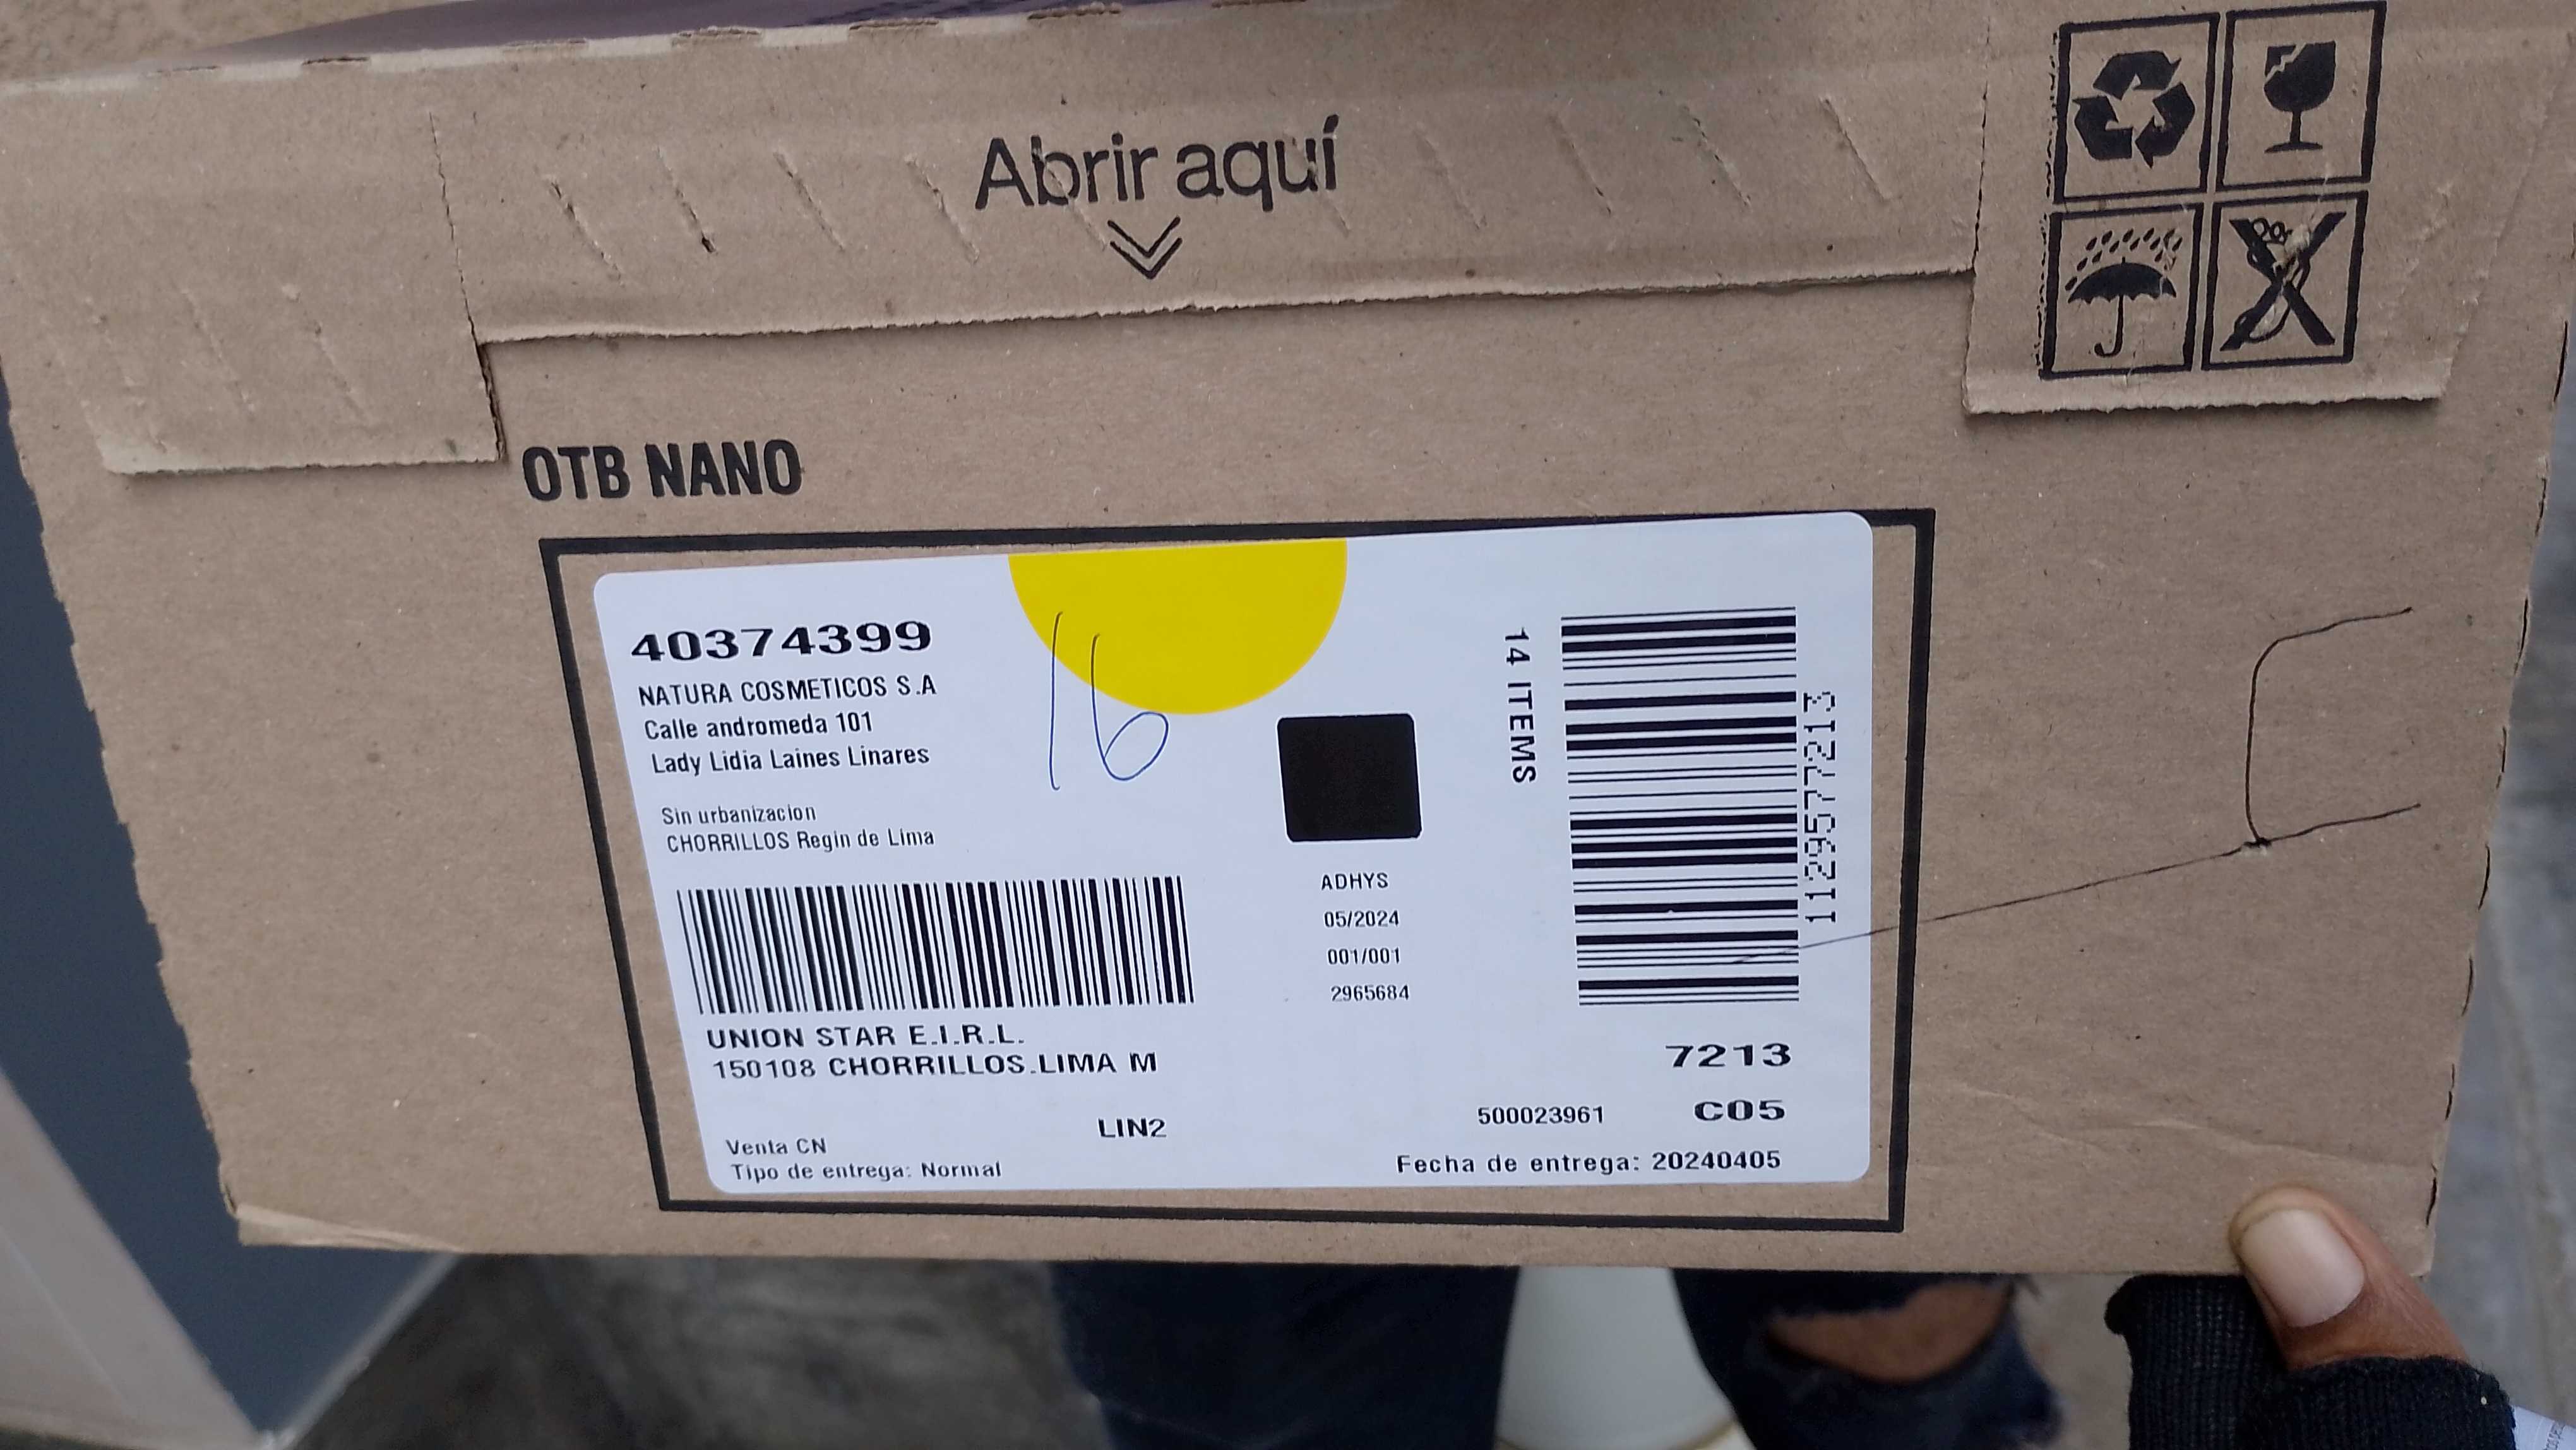 Abrir aquí
OTB NANO
40374399
NATURA COSMETICOS S.A
Calle andromeda 101
Lady Lidia Laines Linares
Sin urbanizacion
CHORRILLOS Regin de Lima
16
14 ITEMS
1129577213
ADHYS
05/2024
001/001
2965684
UNION STAR E.I.R.L.
150108 CHORRILLOS.LIMA M
7213
LIN2
500023961 C05
Venta CN
Tipo de entrega: Normal
Fecha de entrega: 20240405